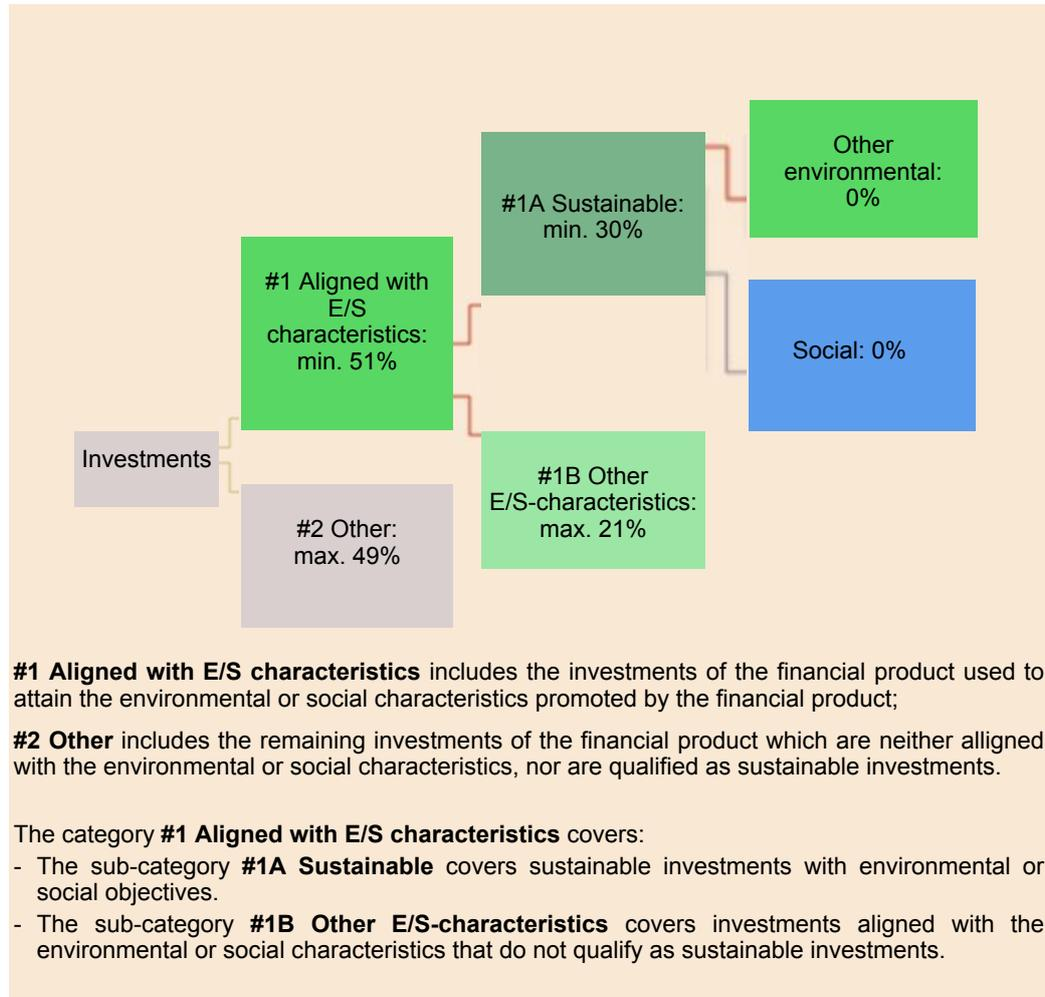 Other
environmental:
0%
#1A Sustainable:
min. 30%
#1 Aligned with
E/S
characteristics:
min. 51%
Social: 0%
Investments
#1B Other
E/S-characteristics:
max. 21%
#2 Other:
max. 49%
#1 Aligned with E/S characteristics includes the investments of the financial product used to
attain the environmental or social characteristics promoted by the financial product;
#2 Other includes the remaining investments of the financial product which are neither alligned
with the environmental or social characteristics, nor are qualified as sustainable investments.
The category #1 Aligned with E/S characteristics covers:
- The sub-category #1A Sustainable covers sustainable investments with environmental or
social objectives.
- The sub-category #1B Other E/S-characteristics covers investments aligned with the
environmental or social characteristics that do not qualify as sustainable investments.